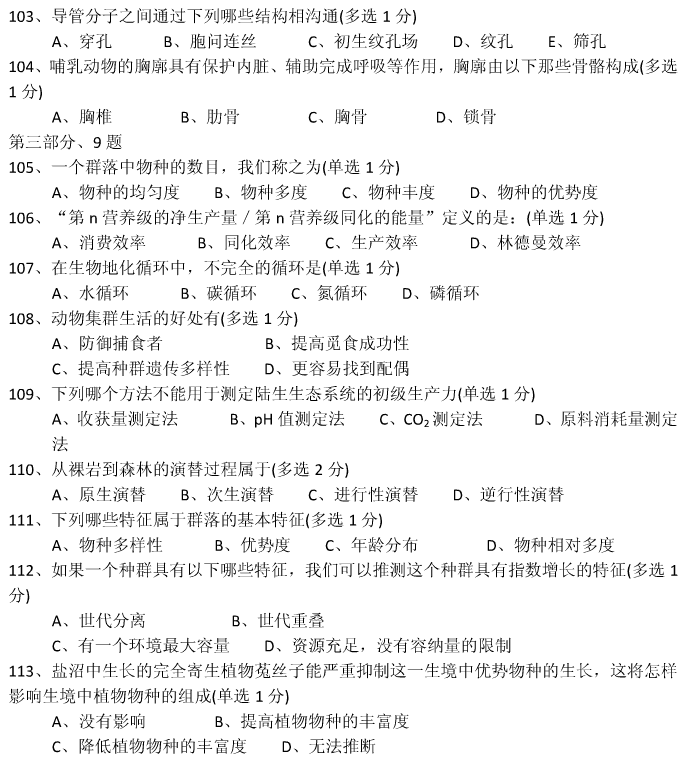 103、导管分子之间通过下列哪些结构相沟通(多选 1 分)
A、穿孔 B、胞问连丝 C、初生纹孔场 D、纹孔 E、筛孔
104、哺乳动物的胸廓具有保护内脏、辅助完成呼吸等作用，胸廓由以下那些骨骼构成(多选
1 分)
A、胸椎 B、肋骨 C、胸骨 D、锁骨
第三部分、9 题
105、一个群落中物种的数目，我们称之为(单选 1 分)
A、物种的均匀度 B、物种多度 C、物种丰度 D、物种的优势度
106、“第 n 营养级的净生产量／第 n 营养级同化的能量”定义的是：(单选 1 分)
A、消费效率 B、同化效率 C、生产效率 D、林德曼效率
107、在生物地化循环中，不完全的循环是(单选 1 分)
A、水循环 B、碳循环 C、氮循环 D、磷循环
108、动物集群生活的好处有(多选 1 分)
A、防御捕食者 B、提高觅食成功性
C、提高种群遗传多样性 D、更容易找到配偶
109、下列哪个方法不能用于测定陆生生态系统的初级生产力(单选 1 分)
A、收获量测定法 B、pH 值测定法 C、CO₂ 测定法 D、原料消耗量测定
法
110、从裸岩到森林的演替过程属于(多选 2 分)
A、原生演替 B、次生演替 C、进行性演替 D、逆行性演替
111、下列哪些特征属于群落的基本特征(多选 1 分)
A、物种多样性 B、优势度 C、年龄分布 D、物种相对多度
112、如果一个种群具有以下哪些特征，我们可以推测这个种群具有指数增长的特征(多选 1
分)
A、世代分离 B、世代重叠
C、有一个环境最大容量 D、资源充足，没有容纳量的限制
113、盐沼中生长的完全寄生植物菟丝子能严重抑制这一生境中优势物种的生长，这将怎样
影响生境中植物物种的组成(单选 1 分)
A、没有影响 B、提高植物物种的丰富度
C、降低植物物种的丰富度 D、无法推断